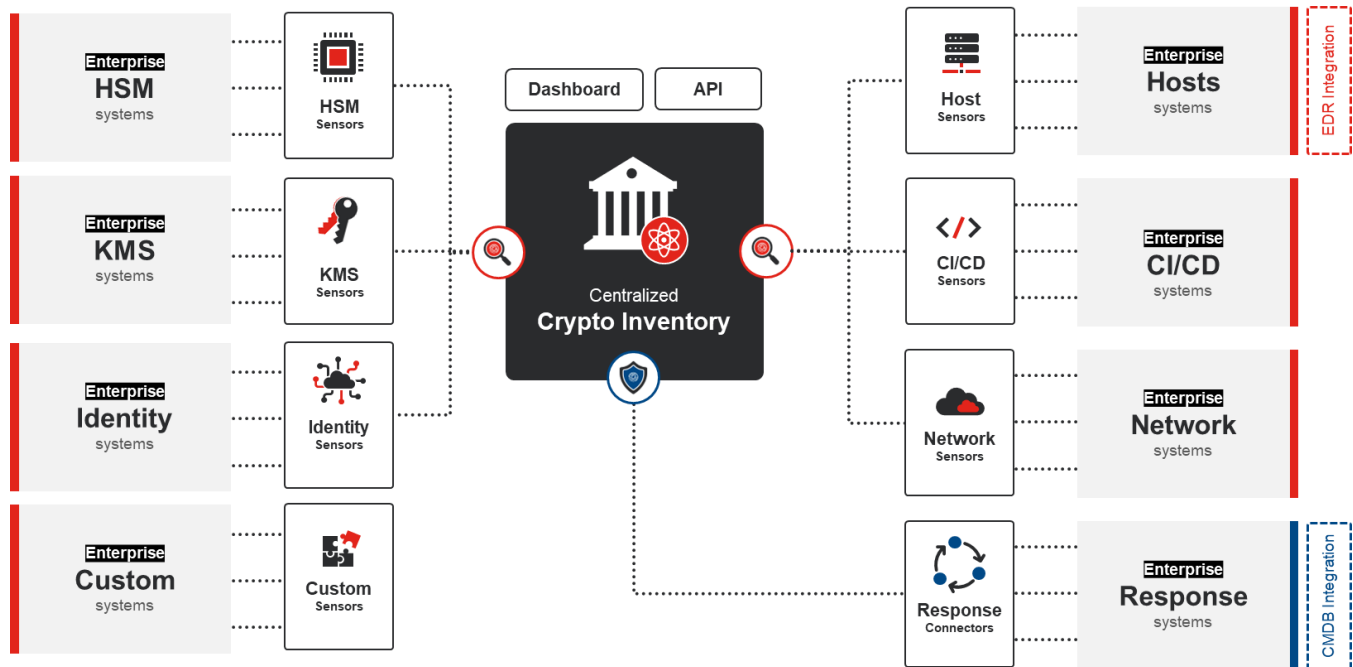 Enterprise
HSM
systems
HSM
Sensors
Enterprise
KMS
systems
KMS
Sensors
Enterprise
Identity
systems
Identity
Sensors
Enterprise
Custom
systems
Custom
Sensors
Dashboard
API
Centralized
Crypto Inventory
Host
Sensors
Enterprise
Hosts
systems
EDR Integration
CI/CD
Sensors
Enterprise
CI/CD
systems
Network
Sensors
Enterprise
Network
systems
Response
Connectors
Enterprise
Response
systems
CMDB Integration